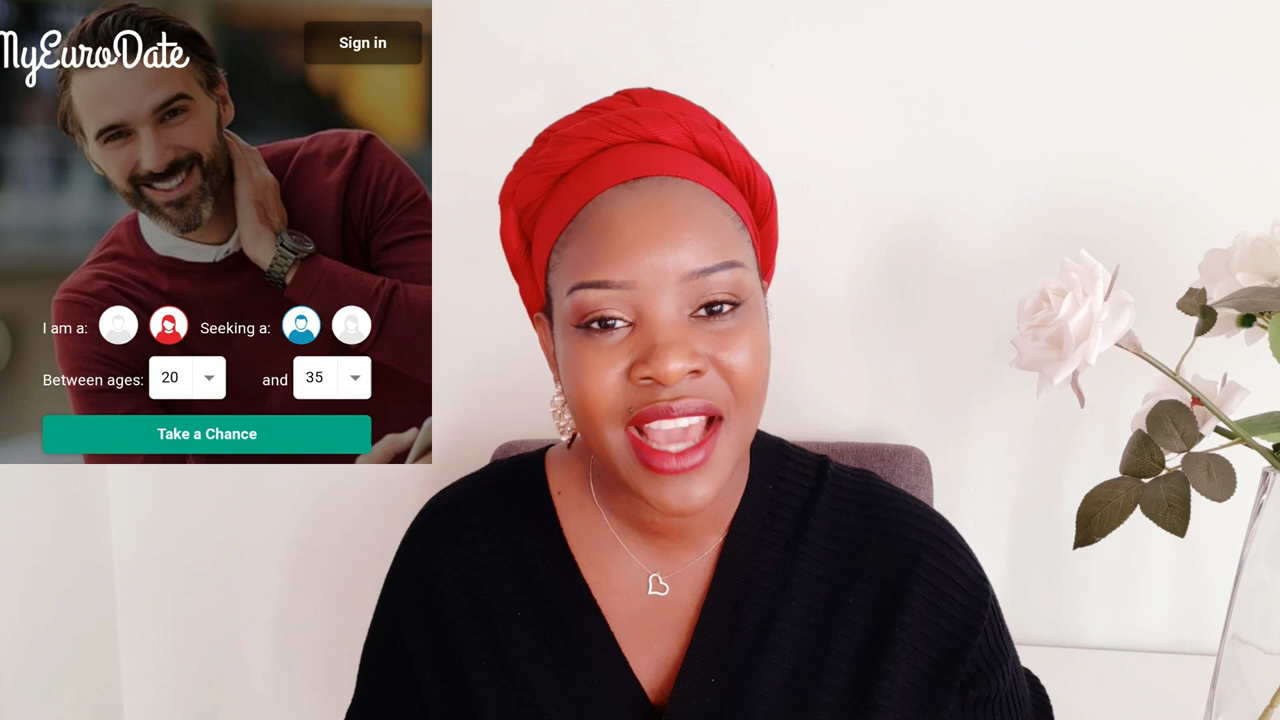 MyEuroDate
Sign in
I am a:
Seeking a:
Between ages: 20 and 35
Take a Chance